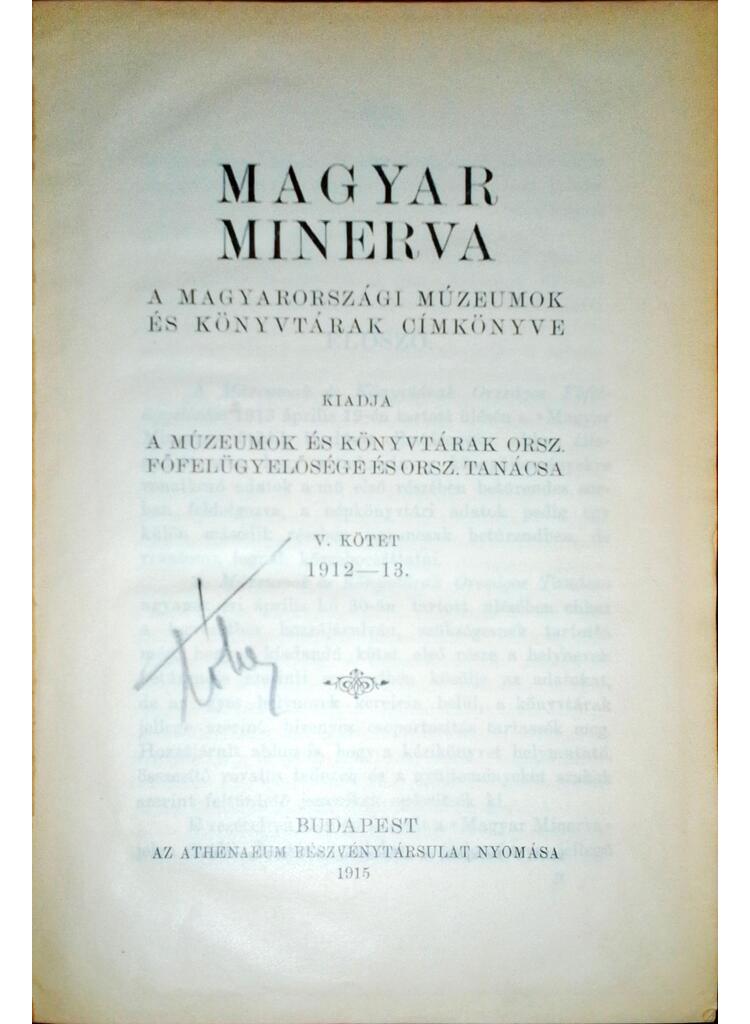 MAGYAR
MINERVA
A MAGYARORSZÁGI MÚZEUMOK
ÉS KÖNYVTÁRAK CÍMKÖNYVE
KIADJA
A MÚZEUMOK ÉS KÖNYVTÁRAK ORSZ.
FŐFELÜGYELŐSÉGE ÉS ORSZ. TANÁCSA
V. KÖTET
1912—13.
BUDAPEST
AZ ATHENAEUM RÉSZVÉNYTÁRSULAT NYOMÁSA
1915